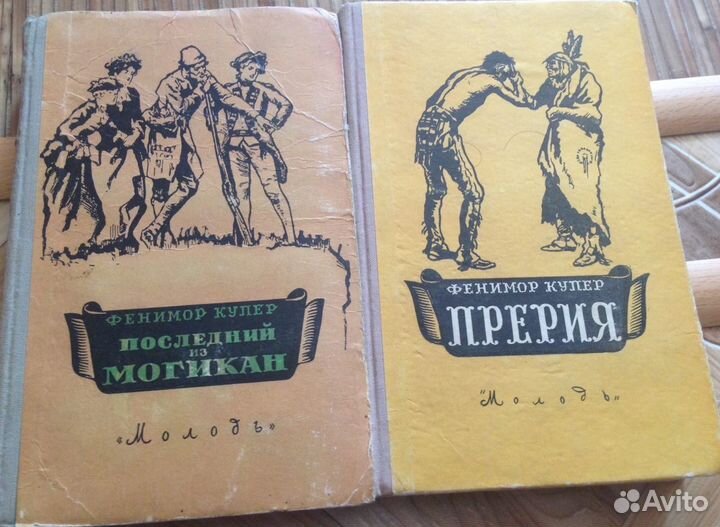 ФЕНИМОР КУПЕР
ПОСЛЕДНИЙ
ИЗ
МОГИКАН
«Молодь»
ФЕНИМОР КУПЕР
ПРЕРИЯ
"Молодь"
Avito